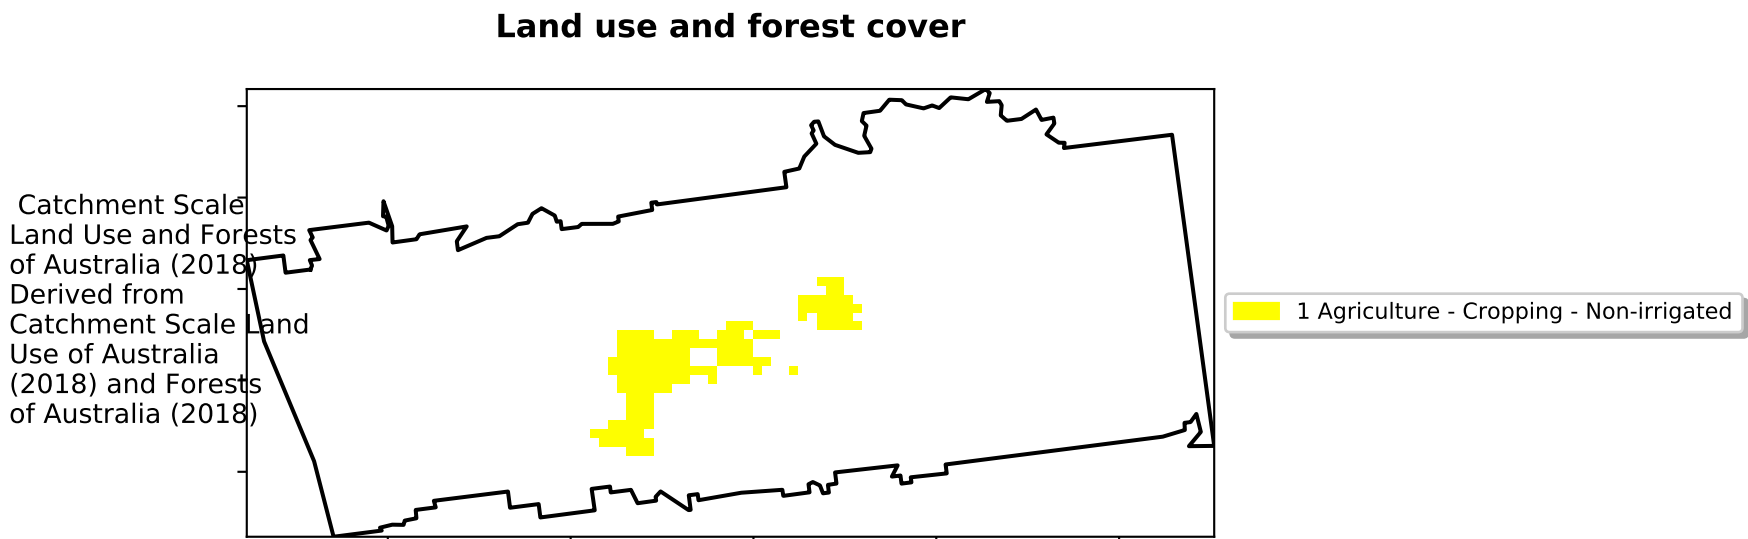 Land use and forest cover
Catchment Scale
Land Use and Forests
of Australia (2018)
Derived from
Catchment Scale Land
Use of Australia
(2018) and Forests
of Australia (2018)
1 Agriculture - Cropping - Non-irrigated